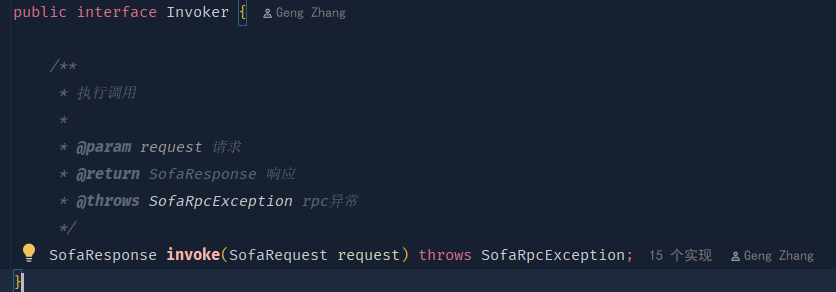 public interface Invoker { Geng Zhang
/**
* 执行调用
*
* @param request 请求
* @return SofaResponse 响应
* @throws SofaRpcException rpc异常
*/
SofaResponse invoke(SofaRequest request) throws SofaRpcException; 15 个实现 Geng Zhang
}